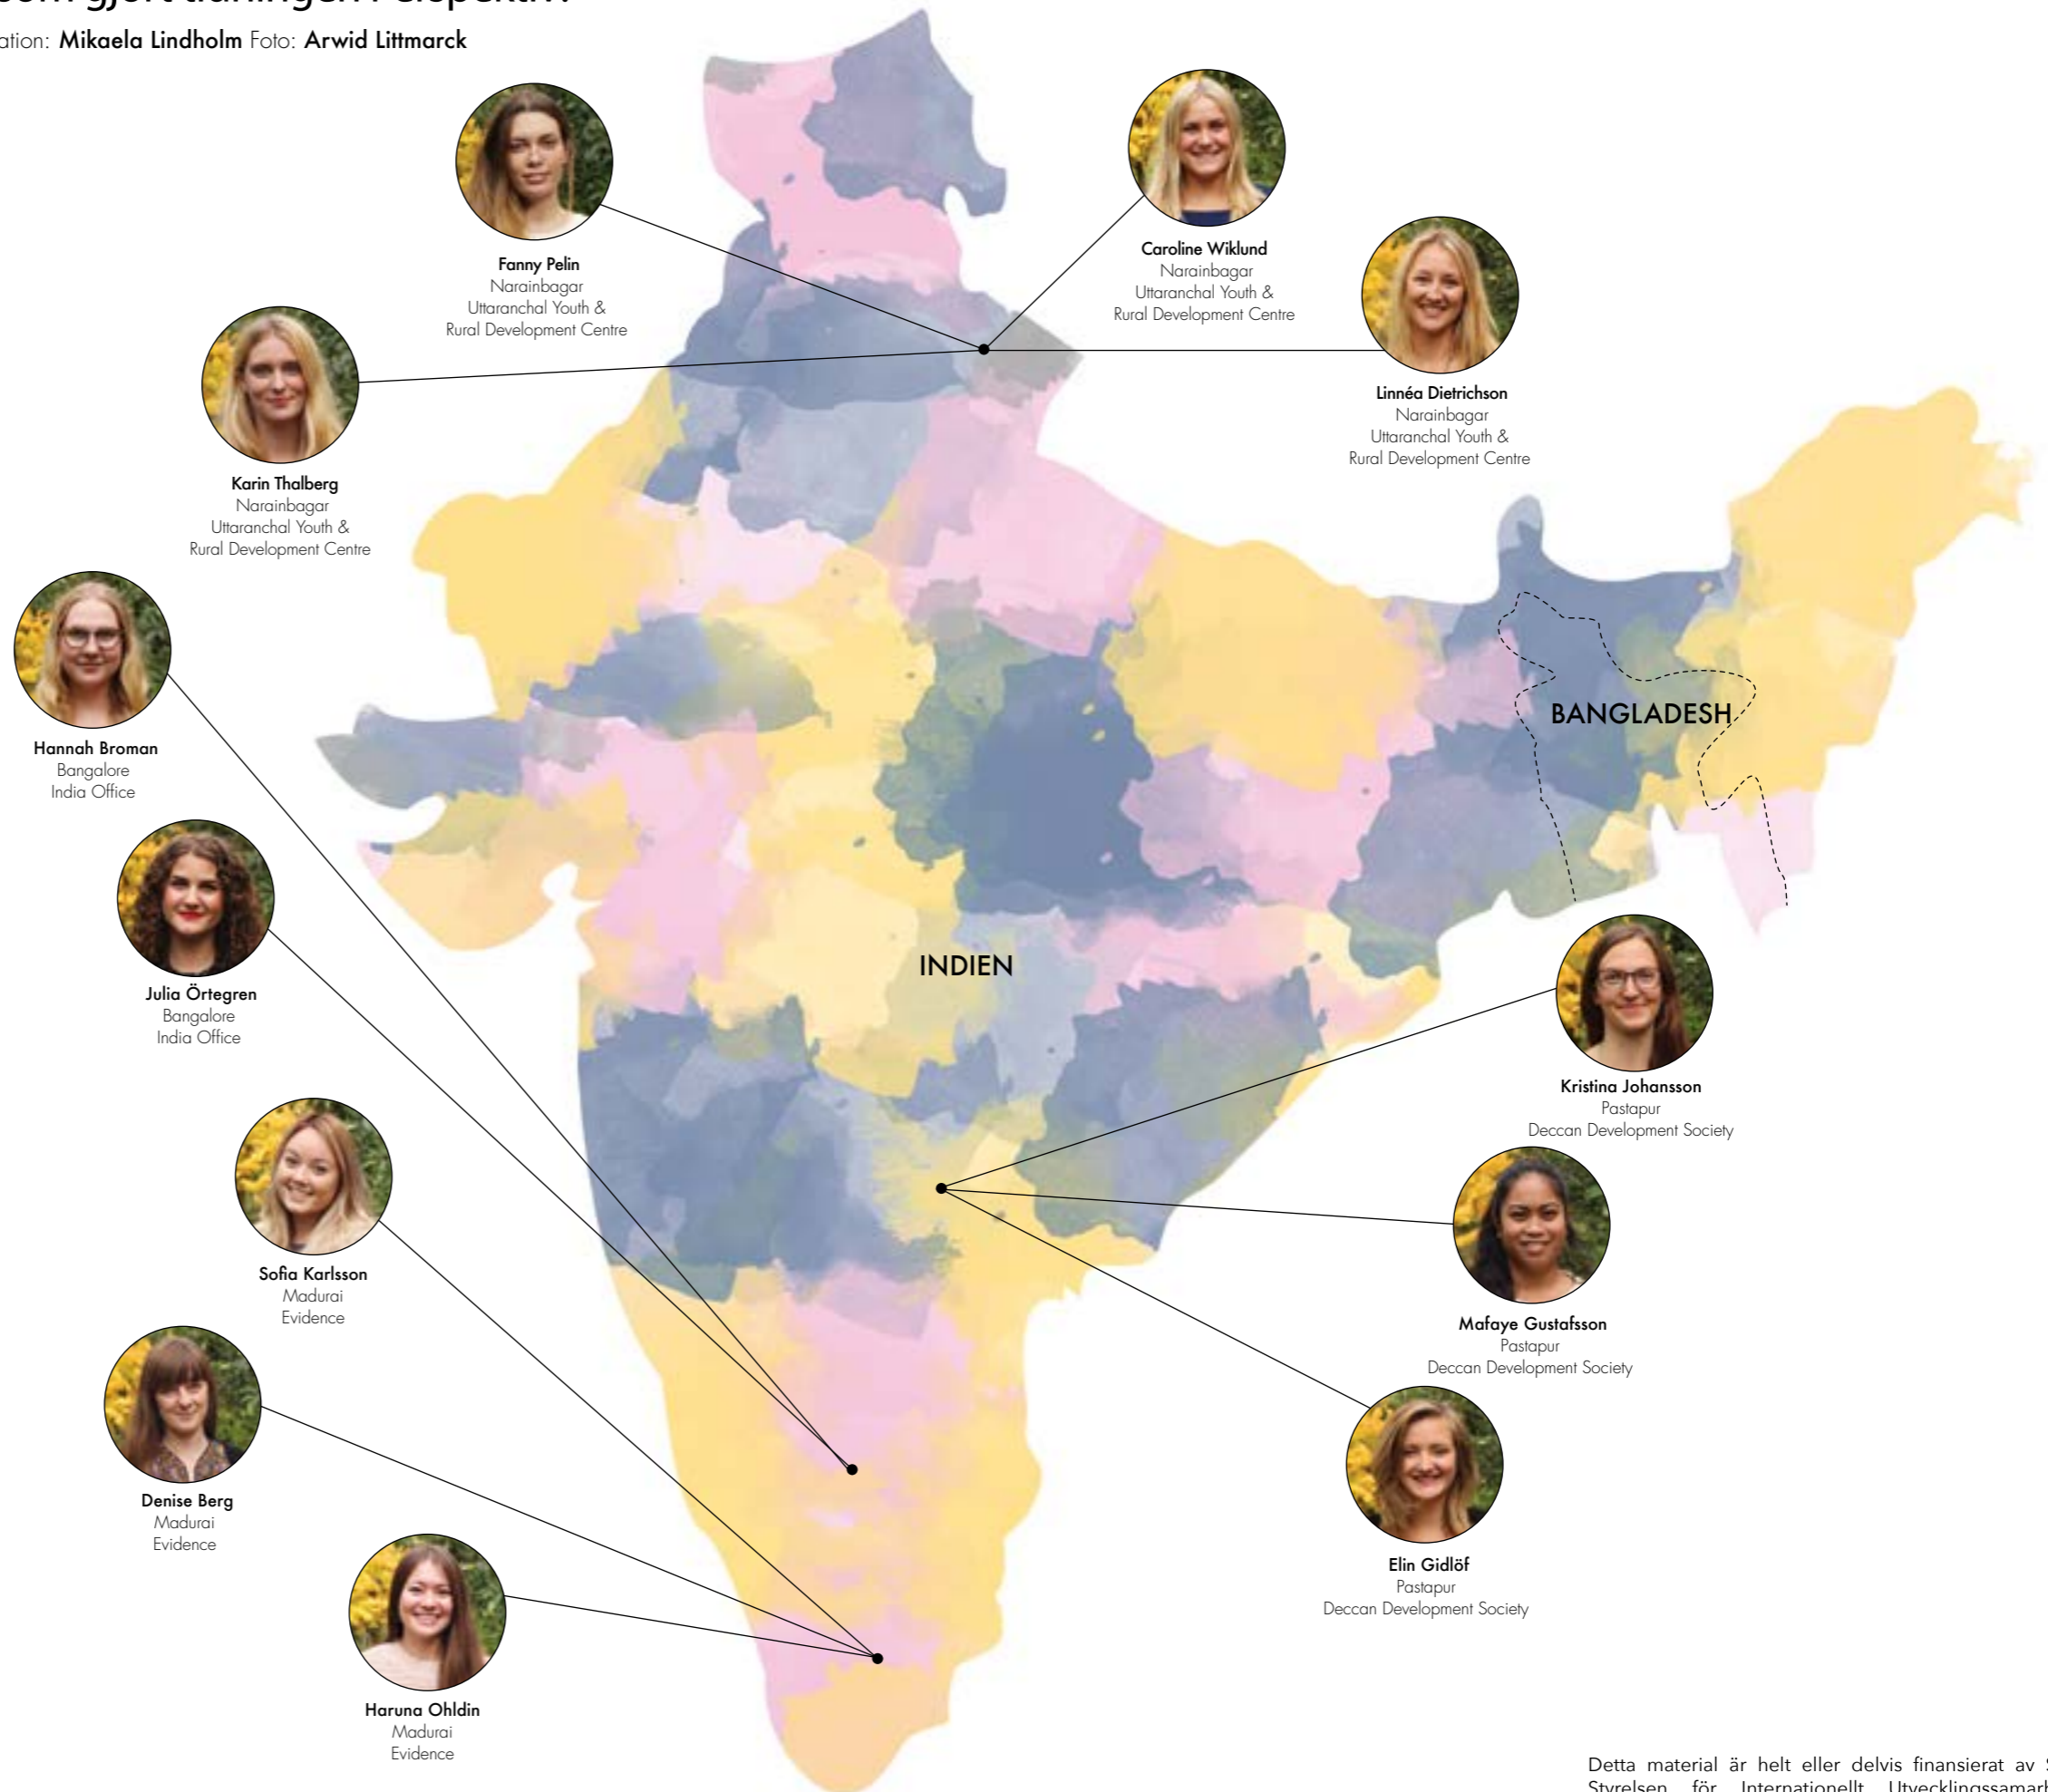 Mikaela Lindholm Foto: Arwid Littmarck
Fanny Pelin
Narainbagar
Uttaranchal Youth &
Rural Development Centre
Caroline Wiklund
Narainbagar
Uttaranchal Youth &
Rural Development Centre
Linnéa Dietrichson
Narainbagar
Uttaranchal Youth &
Rural Development Centre
Karin Thalberg
Narainbagar
Uttaranchal Youth &
Rural Development Centre
Hannah Broman
Bangalore
India Office
BANGLADESH
Julia Örtegren
Bangalore
India Office
INDIEN
Kristina Johansson
Pastapur
Deccan Development Society
Sofia Karlsson
Madurai
Evidence
Mafaye Gustafsson
Pastapur
Deccan Development Society
Denise Berg
Madurai
Evidence
Elin Gidlöf
Pastapur
Deccan Development Society
Haruna Ohldin
Madurai
Evidence
Detta material är helt eller delvis finansierat av
Styrelsen för Internationellt